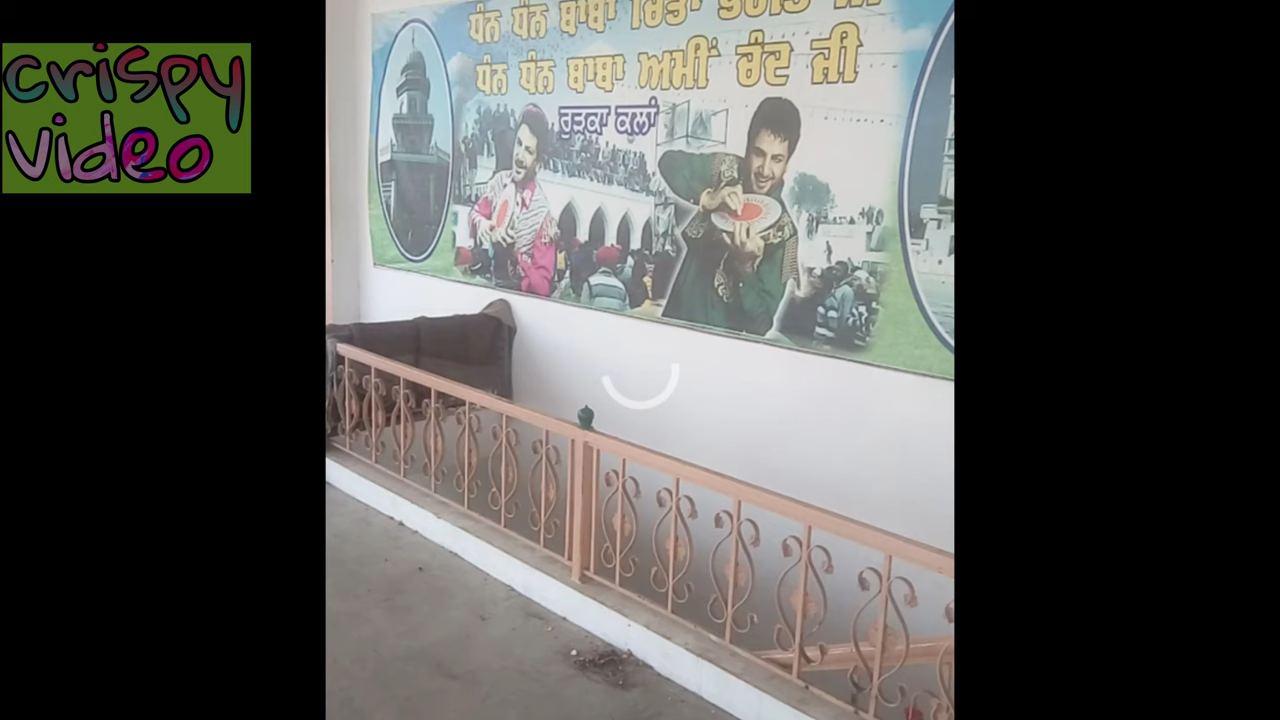 crispy
video
ਧੰਨ ਧੰਨ ਬਾਬਾ
ਧੰਨ ਧੰਨ ਬਾਬਾ ਅਮੀਂ ਚੰਦ ਜੀ
ਰੁੜਕਾ ਕਲਾਂ